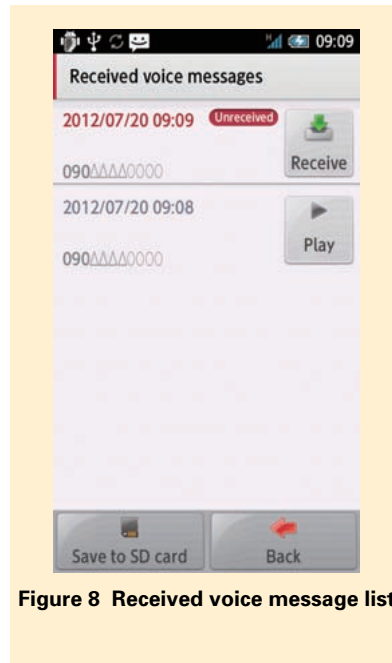 09:09
Received voice messages
2012/07/20 09:09 Unreceived
Receive
090△△△△0000
2012/07/20 09:08
Play
090△△△△0000
Save to SD card Back
Figure 8 Received voice message list